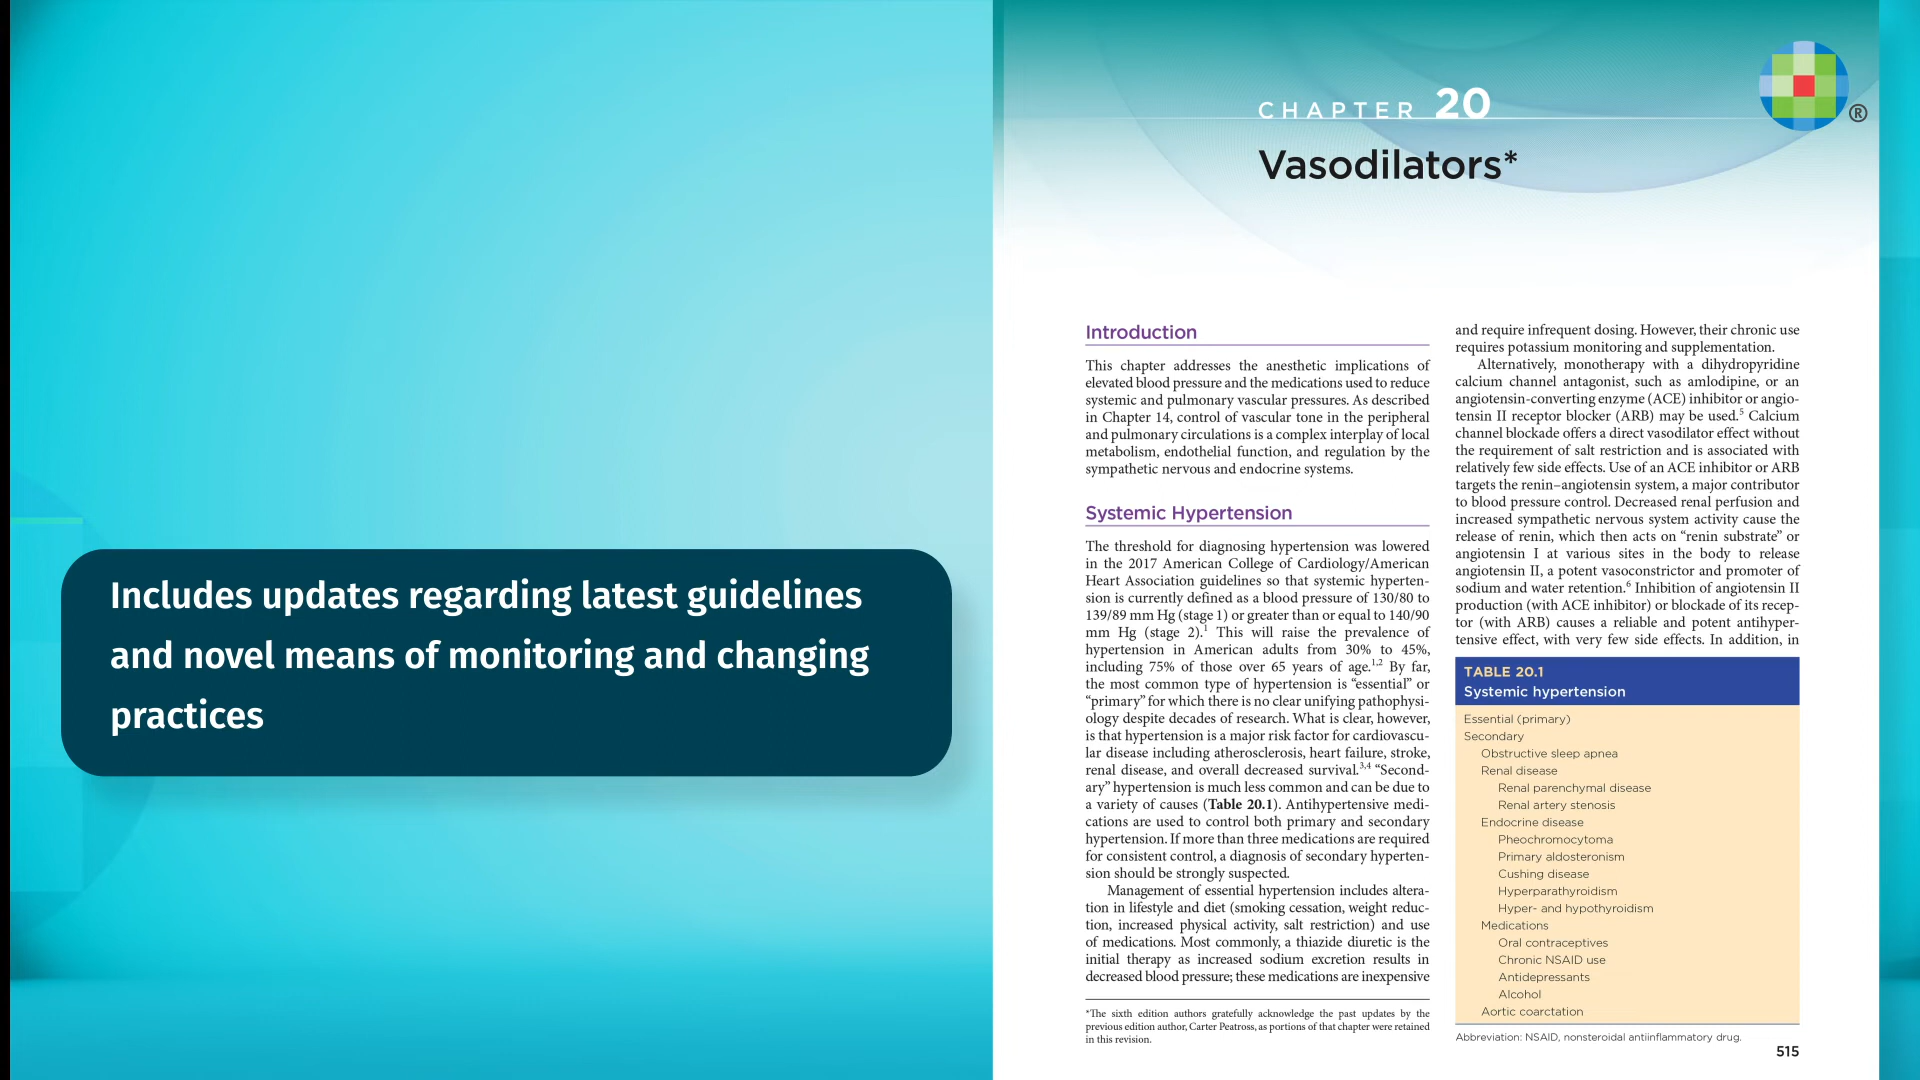 Includes updates regarding latest guidelines
and novel means of monitoring and changing
practices
CHAPTER 20
®
Vasodilators*
Introduction
This chapter addresses the anesthetic implications of
elevated blood pressure and the medications used to reduce
systemic and pulmonary vascular pressures. As described
in Chapter 14, control of vascular tone in the peripheral
and pulmonary circulations is a complex interplay of local
metabolism, endothelial function, and regulation by the
sympathetic nervous and endocrine systems.
Systemic Hypertension
The threshold for diagnosing hypertension was lowered
in the 2017 American College of Cardiology/American
Heart Association guidelines so that systemic hyperten-
sion is currently defined as a blood pressure of 130/80 to
139/89 mm Hg (stage 1) or greater than or equal to 140/90
mm Hg (stage 2).1 This will raise the prevalence of
hypertension in American adults from 30% to 45%,
including 75% of those over 65 years of age.1,2 By far,
the most common type of hypertension is “essential” or
“primary” for which there is no clear unifying pathophysi-
ology despite decades of research. What is clear, however,
is that hypertension is a major risk factor for cardiovascu-
lar disease including atherosclerosis, heart failure, stroke,
renal disease, and overall decreased survival.3,4 “Second-
ary” hypertension is much less common and can be due to
a variety of causes (Table 20.1). Antihypertensive medi-
cations are used to control both primary and secondary
hypertension. If more than three medications are required
for consistent control, a diagnosis of secondary hyperten-
sion should be strongly suspected.
Management of essential hypertension includes altera-
tion in lifestyle and diet (smoking cessation, weight reduc-
tion, increased physical activity, salt restriction) and use
of medications. Most commonly, a thiazide diuretic is the
initial therapy as increased sodium excretion results in
decreased blood pressure; these medications are inexpensive
*The sixth edition authors gratefully acknowledge the past updates by the
previous edition author, Carter Peatross, as portions of that chapter were retained
in this revision.
and require infrequent dosing. However, their chronic use
requires potassium monitoring and supplementation.
Alternatively, monotherapy with a dihydropyridine
calcium channel antagonist, such as amlodipine, or an
angiotensin-converting enzyme (ACE) inhibitor or angio-
tensin II receptor blocker (ARB) may be used.5 Calcium
channel blockade offers a direct vasodilator effect without
the requirement of salt restriction and is associated with
relatively few side effects. Use of an ACE inhibitor or ARB
targets the renin–angiotensin system, a major contributor
to blood pressure control. Decreased renal perfusion and
increased sympathetic nervous system activity cause the
release of renin, which then acts on “renin substrate” or
angiotensin I at various sites in the body to release
angiotensin II, a potent vasoconstrictor and promoter of
sodium and water retention.6 Inhibition of angiotensin II
production (with ACE inhibitor) or blockade of its recep-
tor (with ARB) causes a reliable and potent antihyper-
tensive effect, with very few side effects. In addition, in
TABLE 20.1
Systemic hypertension
Essential (primary)
Secondary
Obstructive sleep apnea
Renal disease
Renal parenchymal disease
Renal artery stenosis
Endocrine disease
Pheochromocytoma
Primary aldosteronism
Cushing disease
Hyperparathyroidism
Hyper- and hypothyroidism
Medications
Oral contraceptives
Chronic NSAID use
Antidepressants
Alcohol
Aortic coarctation
Abbreviation: NSAID, nonsteroidal antiinflammatory drug.
515